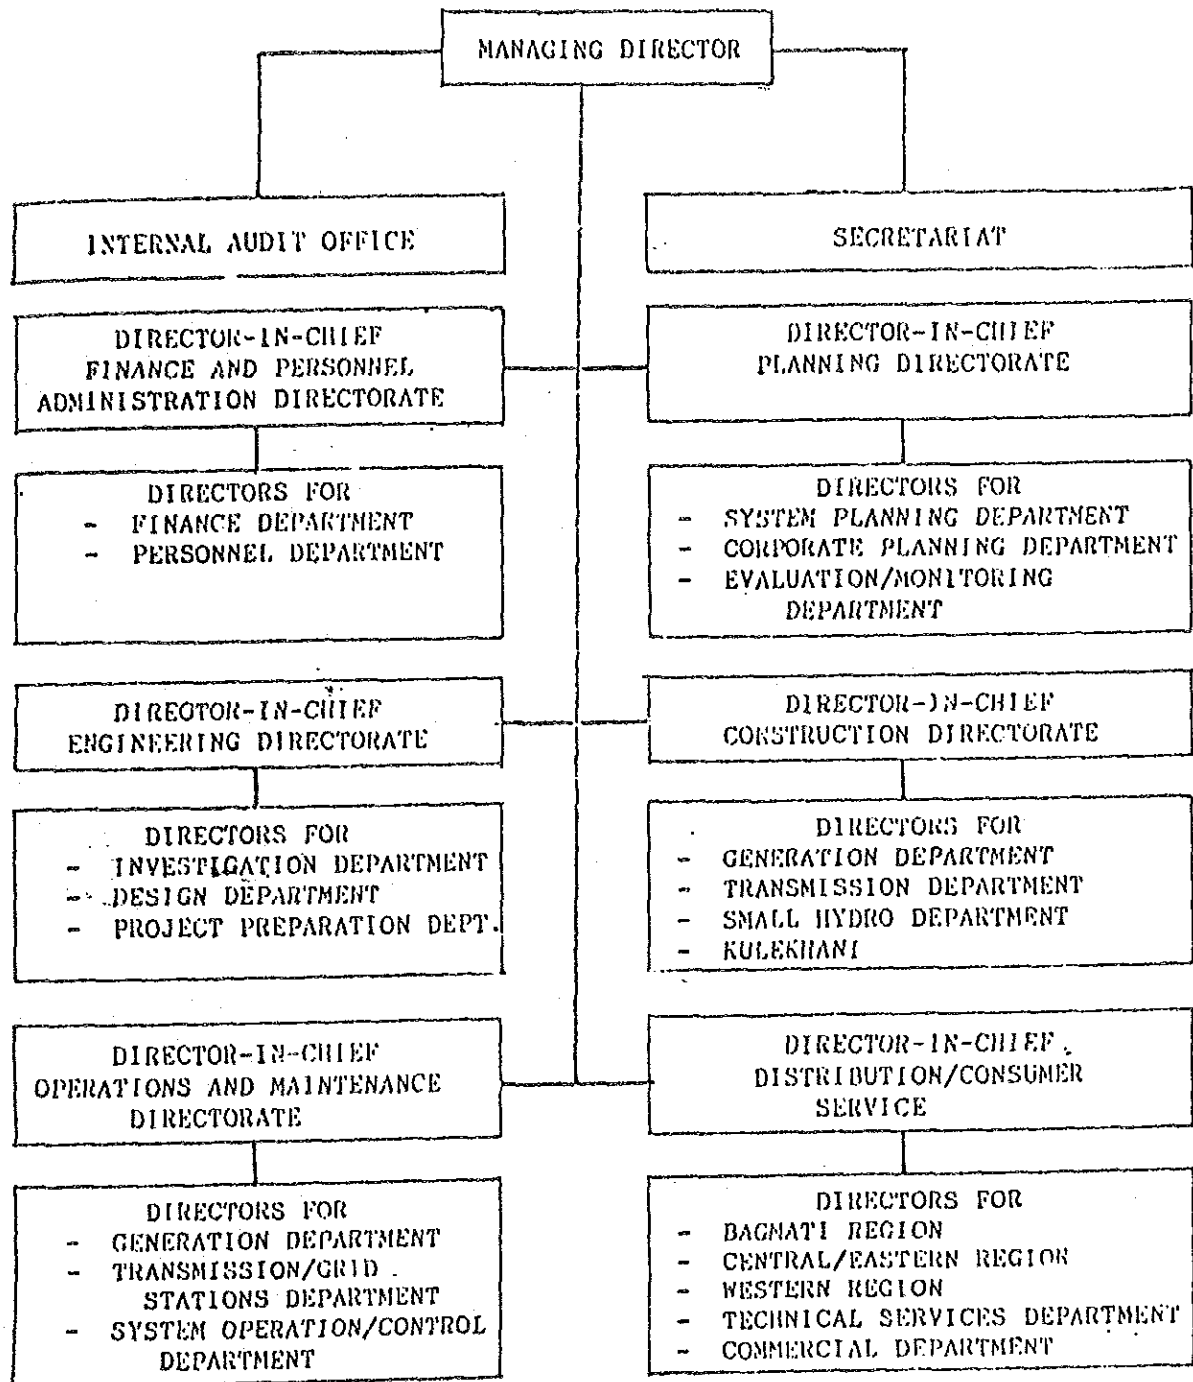 MANAGING DIRECTOR
INTERNAL AUDIT OFFICE
SECRETARIAT
DIRECTOR-IN-CHIEF
FINANCE AND PERSONNEL
ADMINISTRATION DIRECTORATE
DIRECTOR-IN-CHIEF
PLANNING DIRECTORATE
DIRECTORS FOR
- FINANCE DEPARTMENT
- PERSONNEL DEPARTMENT
DIRECTORS FOR
- SYSTEM PLANNING DEPARTMENT
- CORPORATE PLANNING DEPARTMENT
- EVALUATION/MONITORING
DEPARTMENT
DIRECTOR-IN-CHIEF
ENGINEERING DIRECTORATE
DIRECTOR-IN-CHIEF
CONSTRUCTION DIRECTORATE
DIRECTORS FOR
- INVESTIGATION DEPARTMENT
- DESIGN DEPARTMENT
- PROJECT PREPARATION DEPT.
DIRECTORS FOR
- GENERATION DEPARTMENT
- TRANSMISSION DEPARTMENT
- SMALL HYDRO DEPARTMENT
- KULEKHANI
DIRECTOR-IN-CHIEF
OPERATIONS AND MAINTENANCE
DIRECTORATE
DIRECTOR-IN-CHIEF
DISTRIBUTION/CONSUMER
SERVICE
DIRECTORS FOR
- GENERATION DEPARTMENT
- TRANSMISSION/GRID
STATIONS DEPARTMENT
- SYSTEM OPERATION/CONTROL
DEPARTMENT
DIRECTORS FOR
- BAGMATI REGION
- CENTRAL/EASTERN REGION
- WESTERN REGION
- TECHNICAL SERVICES DEPARTMENT
- COMMERCIAL DEPARTMENT